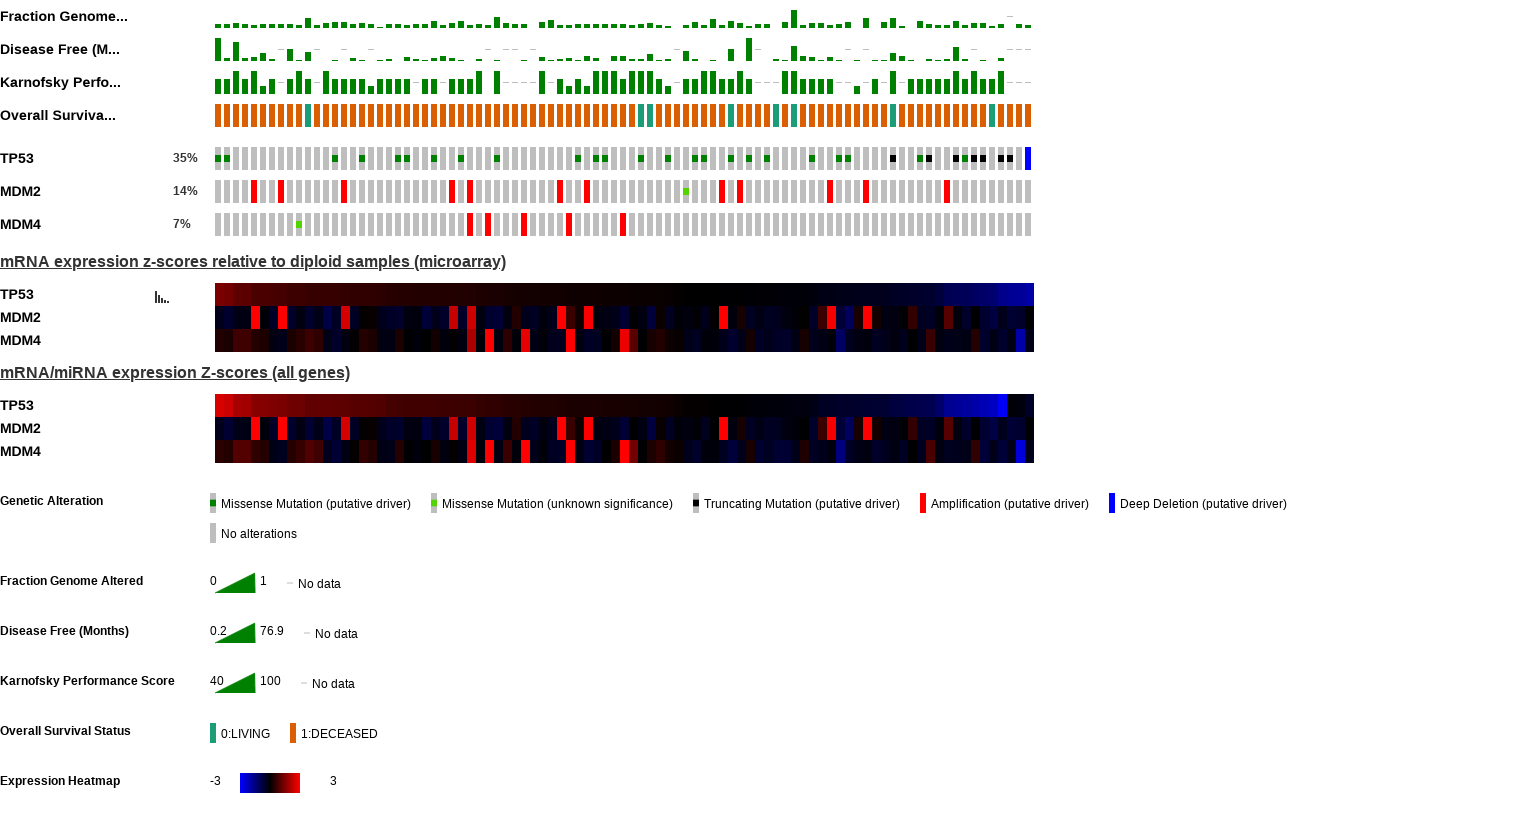 Fraction Genome...
Disease Free (M...
Karnofsky Perfo...
Overall Surviva...
TP53 35%
MDM2 14%
MDM4 7%
mRNA expression z-scores relative to diploid samples (microarray)
TP53
MDM2
MDM4
mRNA/miRNA expression Z-scores (all genes)
TP53
MDM2
MDM4
Genetic Alteration Missense Mutation (putative driver) Missense Mutation (unknown significance) Truncating Mutation (putative driver) Amplification (putative driver) Deep Deletion (putative driver)
No alterations
Fraction Genome Altered 0 1 No data
Disease Free (Months) 0.2 76.9 No data
Karnofsky Performance Score 40 100 No data
Overall Survival Status 0:LIVING 1:DECEASED
Expression Heatmap -3 3